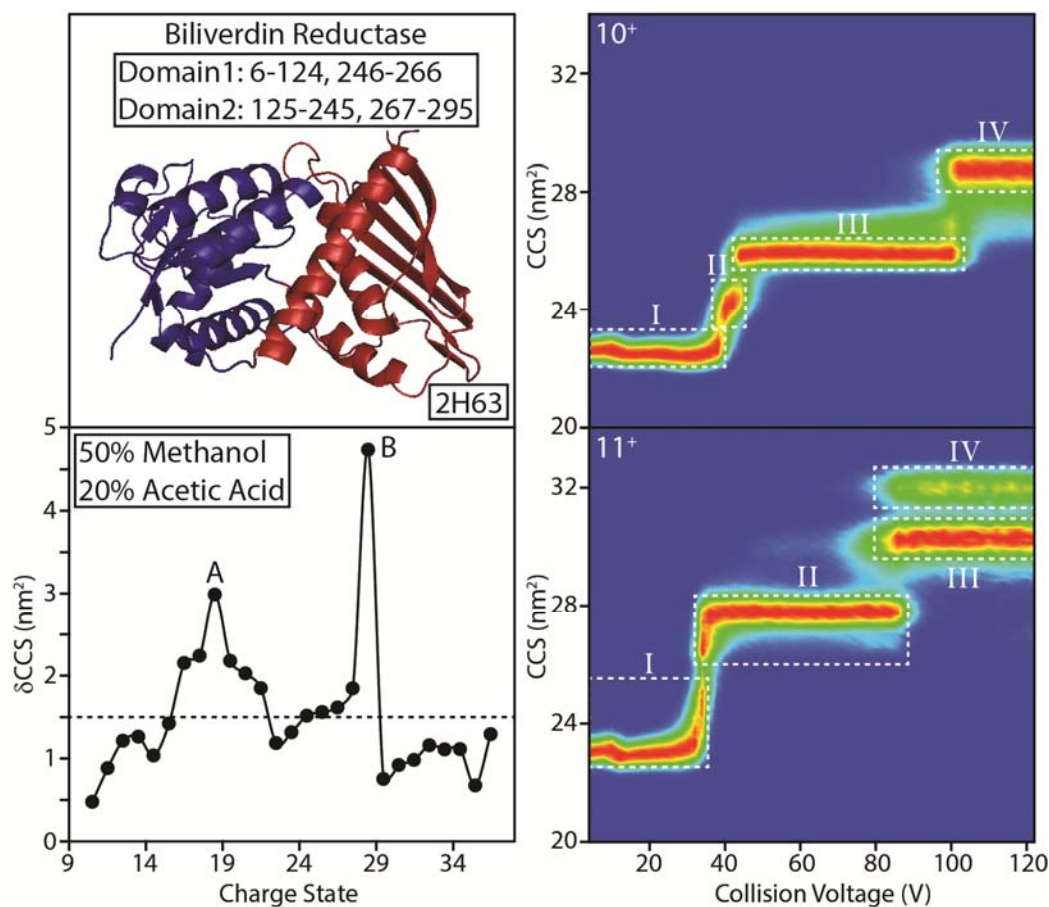 Biliverdin Reductase
Domain1: 6-124, 246-266
Domain2: 125-245, 267-295
2H63
5
4
3
2
1
0
δCCS (nm²)
50% Methanol
20% Acetic Acid
A
B
9
14
19
24
29
34
Charge State
10⁺
32
28
24
20
CCS (nm²)
I
II
III
IV
11⁺
32
28
24
20
CCS (nm²)
I
II
III
IV
20
40
60
80
100
120
Collision Voltage (V)